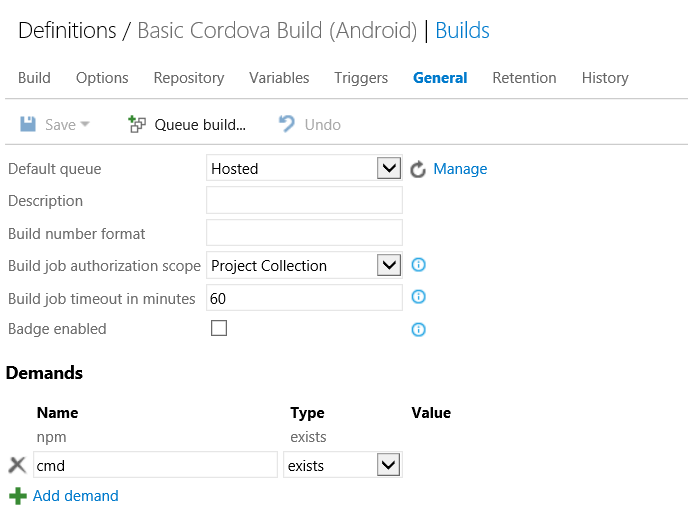 Definitions / Basic Cordova Build (Android) | Builds
Build Options Repository Variables Triggers General Retention History
Save Queue build... Undo
Default queue Hosted Manage
Description
Build number format
Build job authorization scope Project Collection
Build job timeout in minutes 60
Badge enabled
Demands
Name Type Value
npm exists
cmd exists
Add demand